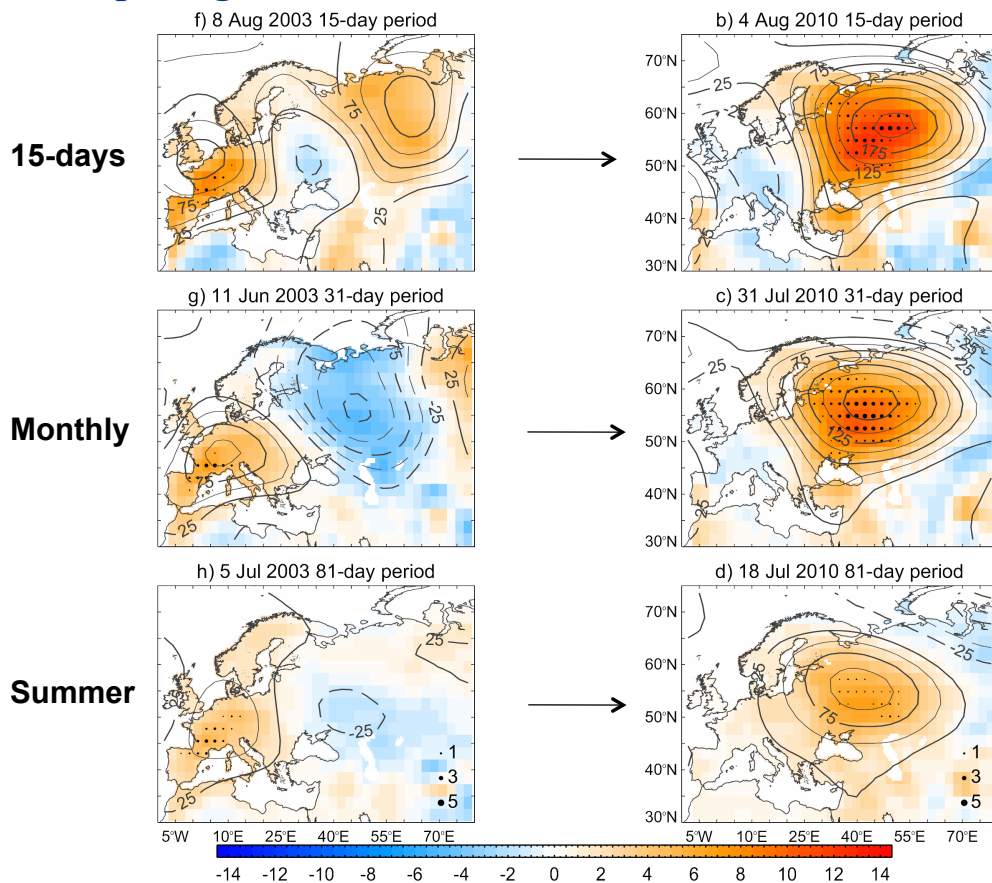 f) 8 Aug 2003 15-day period
b) 4 Aug 2010 15-day period
15-days
75
75
25
25
70°N
60°N
50°N
40°N
30°N
25
75
175
125
25
g) 11 Jun 2003 31-day period
c) 31 Jul 2010 31-day period
Monthly
75
25
25
-25
70°N
60°N
50°N
40°N
30°N
25
75
125
25
-25
h) 5 Jul 2003 81-day period
d) 18 Jul 2010 81-day period
Summer
25
-25
25
1
3
5
70°N
60°N
50°N
40°N
30°N
25
75
-25
1
3
5
5°W 10°E 25°E 40°E 55°E 70°E
5°W 10°E 25°E 40°E 55°E 70°E
-14 -12 -10 -8 -6 -4 -2 0 2 4 6 8 10 12 14